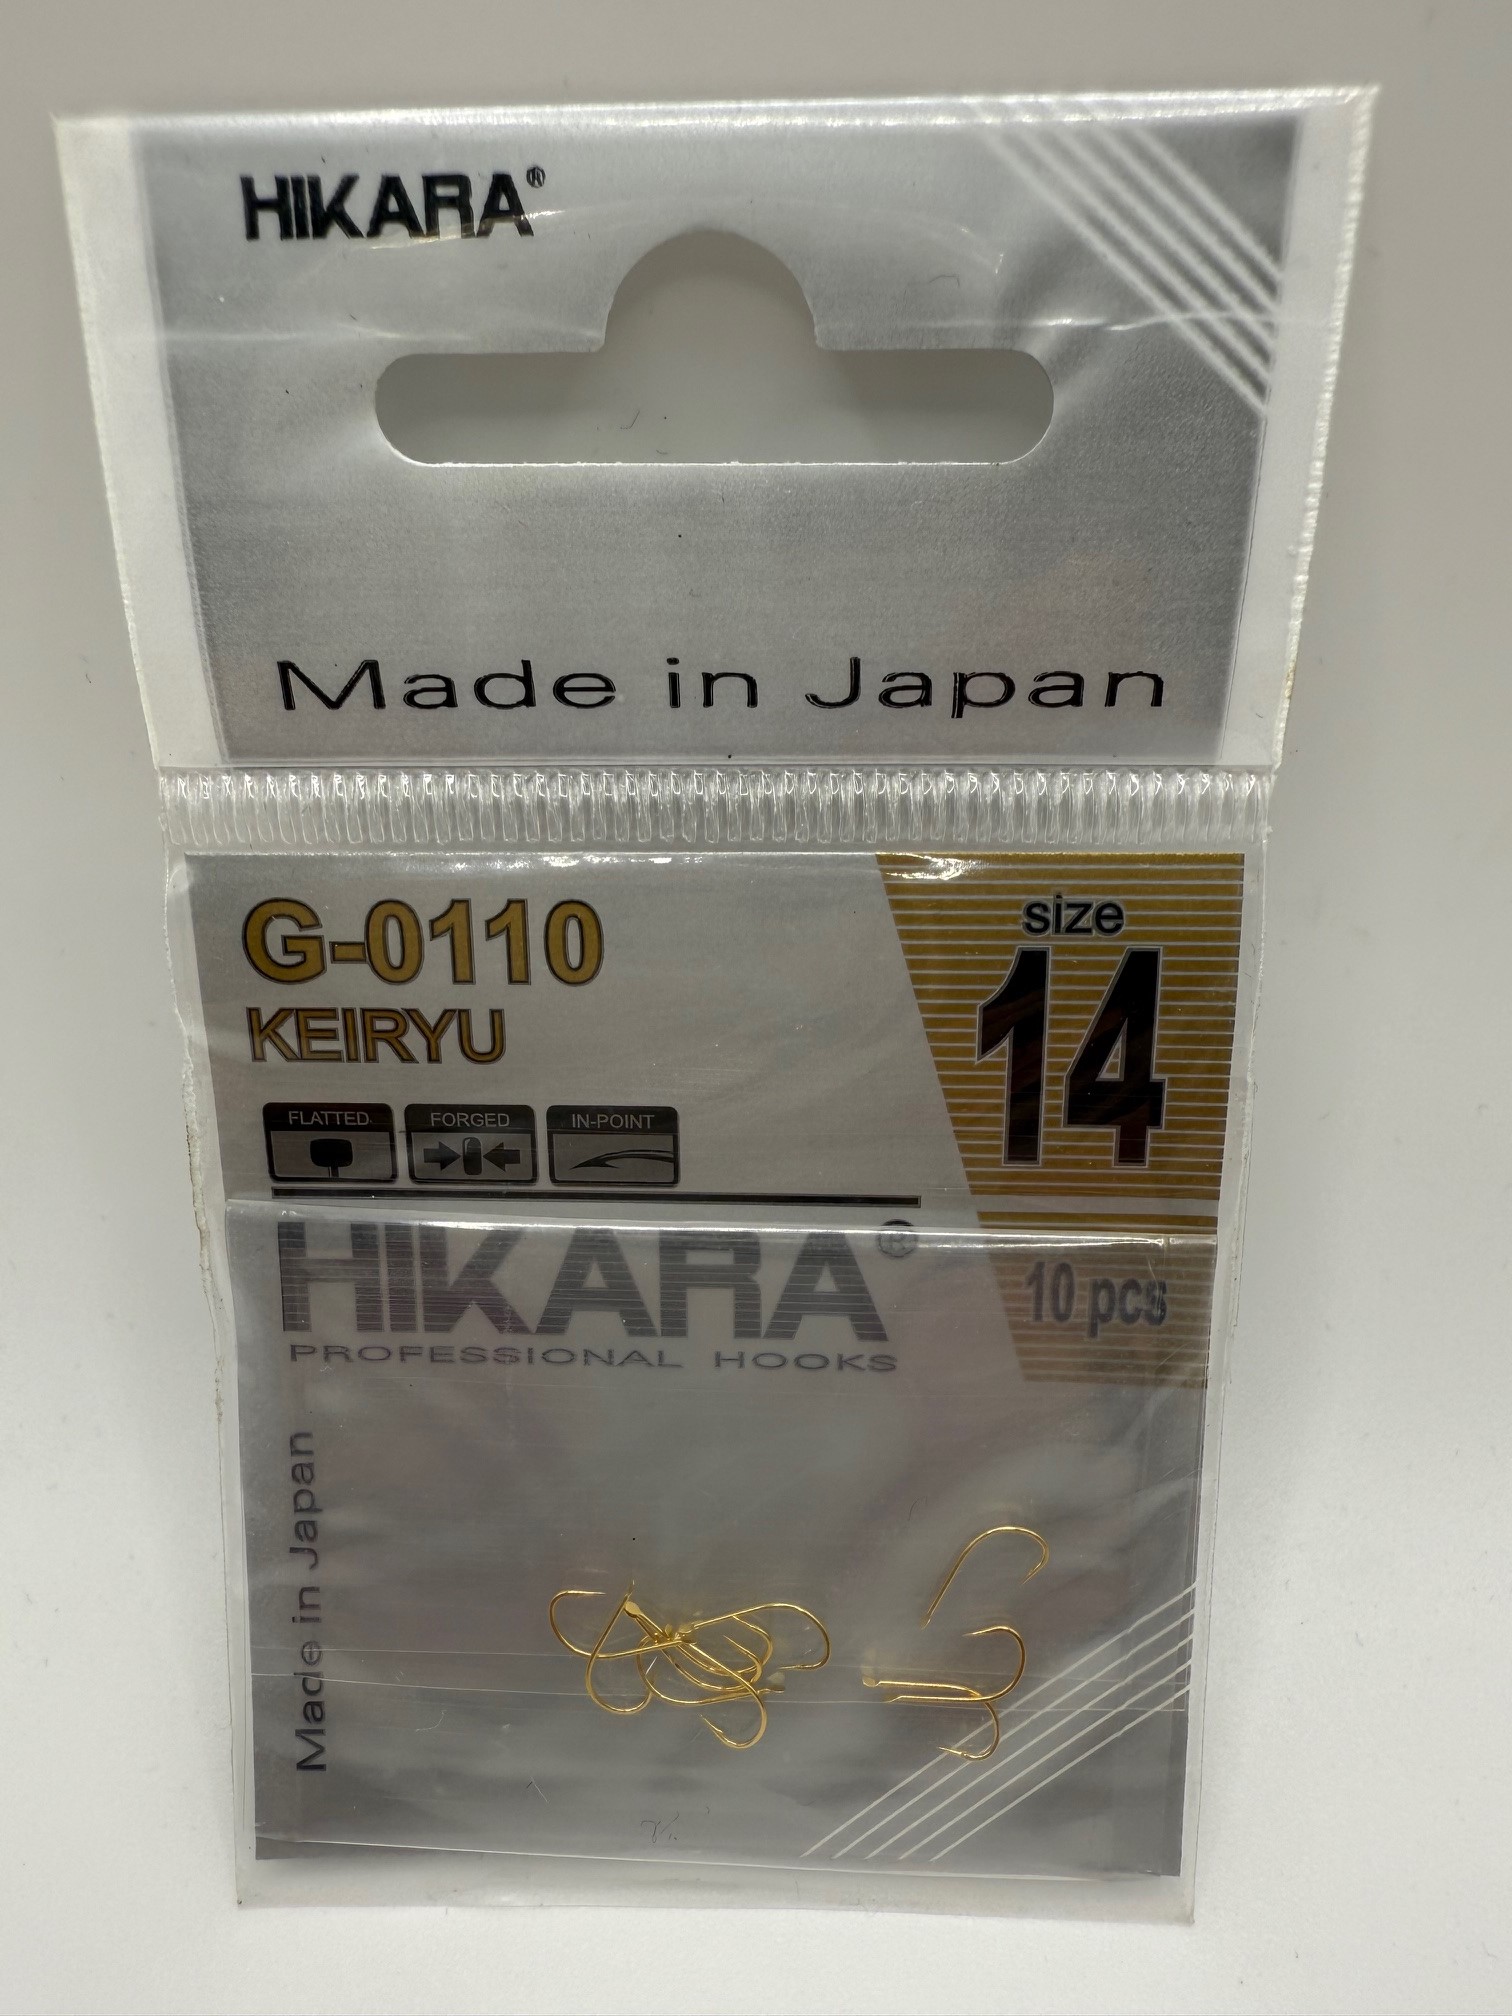 HIKARA®
Made in Japan
G-0110
KEIRYU
size
14
FLATTED
FORGED
IN-POINT
HIKARA®
PROFESSIONAL HOOKS
10 pcs
Made in Japan